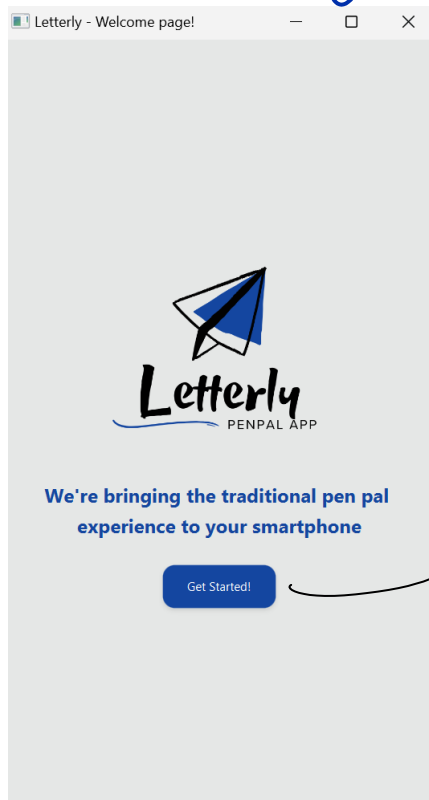 Letterly - Welcome page!
Letterly
PENPAL APP
We're bringing the traditional pen pal
experience to your smartphone
Get Started!